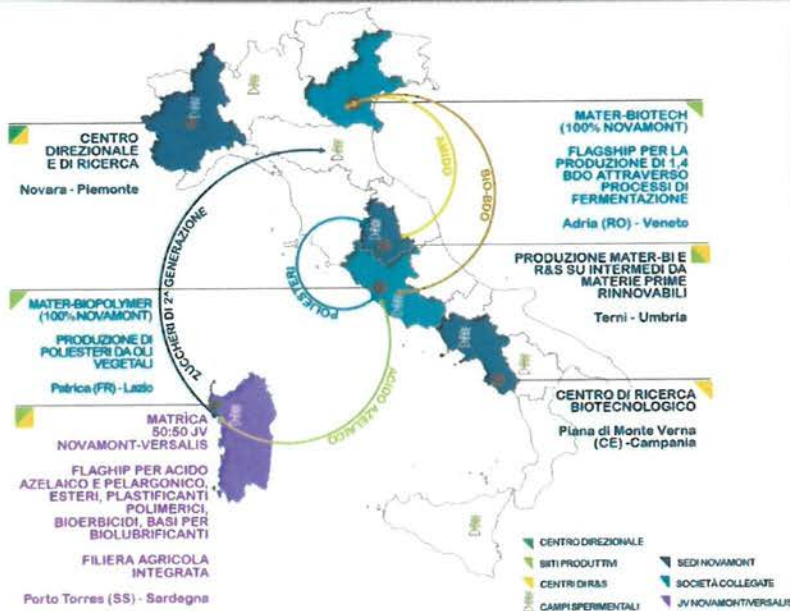 CENTRO
DIREZIONALE
E DI RICERCA
Novara - Piemonte
MATER-BIOTECH
(100% NOVAMONT)
FLAGSHIP PER LA
PRODUZIONE DI 1,4
BDO ATTRAVERSO
PROCESSI DI
FERMENTAZIONE
Adria (RO) - Veneto
AMIDO
BIO-BDO
ZUCCHERI DI 2^ GENERAZIONE
POLIESTERI
ACIDO AZELAICO
PRODUZIONE MATER-BI E
R&S SU INTERMEDI DA
MATERIE PRIME
RINNOVABILI
Terni - Umbria
MATER-BIOPOLYMER
(100% NOVAMONT)
PRODUZIONE DI
POLIESTERI DA OLI
VEGETALI
Patrica (FR) - Lazio
CENTRO DI RICERCA
BIOTECNOLOGICO
Piana di Monte Verna
(CE) -Campania
MATRÌCA
50:50 JV
NOVAMONT-VERSALIS
FLAGHIP PER ACIDO
AZELAICO E PELARGONICO,
ESTERI, PLASTIFICANTI
POLIMERICI,
BIOERBICIDI, BASI PER
BIOLUBRIFICANTI
FILIERA AGRICOLA
INTEGRATA
Porto Torres (SS) - Sardegna
CENTRO DIREZIONALE
SITI PRODUTTIVI
CENTRI DI R&S
CAMPI SPERIMENTALI
SEDI NOVAMONT
SOCIETÀ COLLEGATE
JV NOVAMONT/VERSALIS